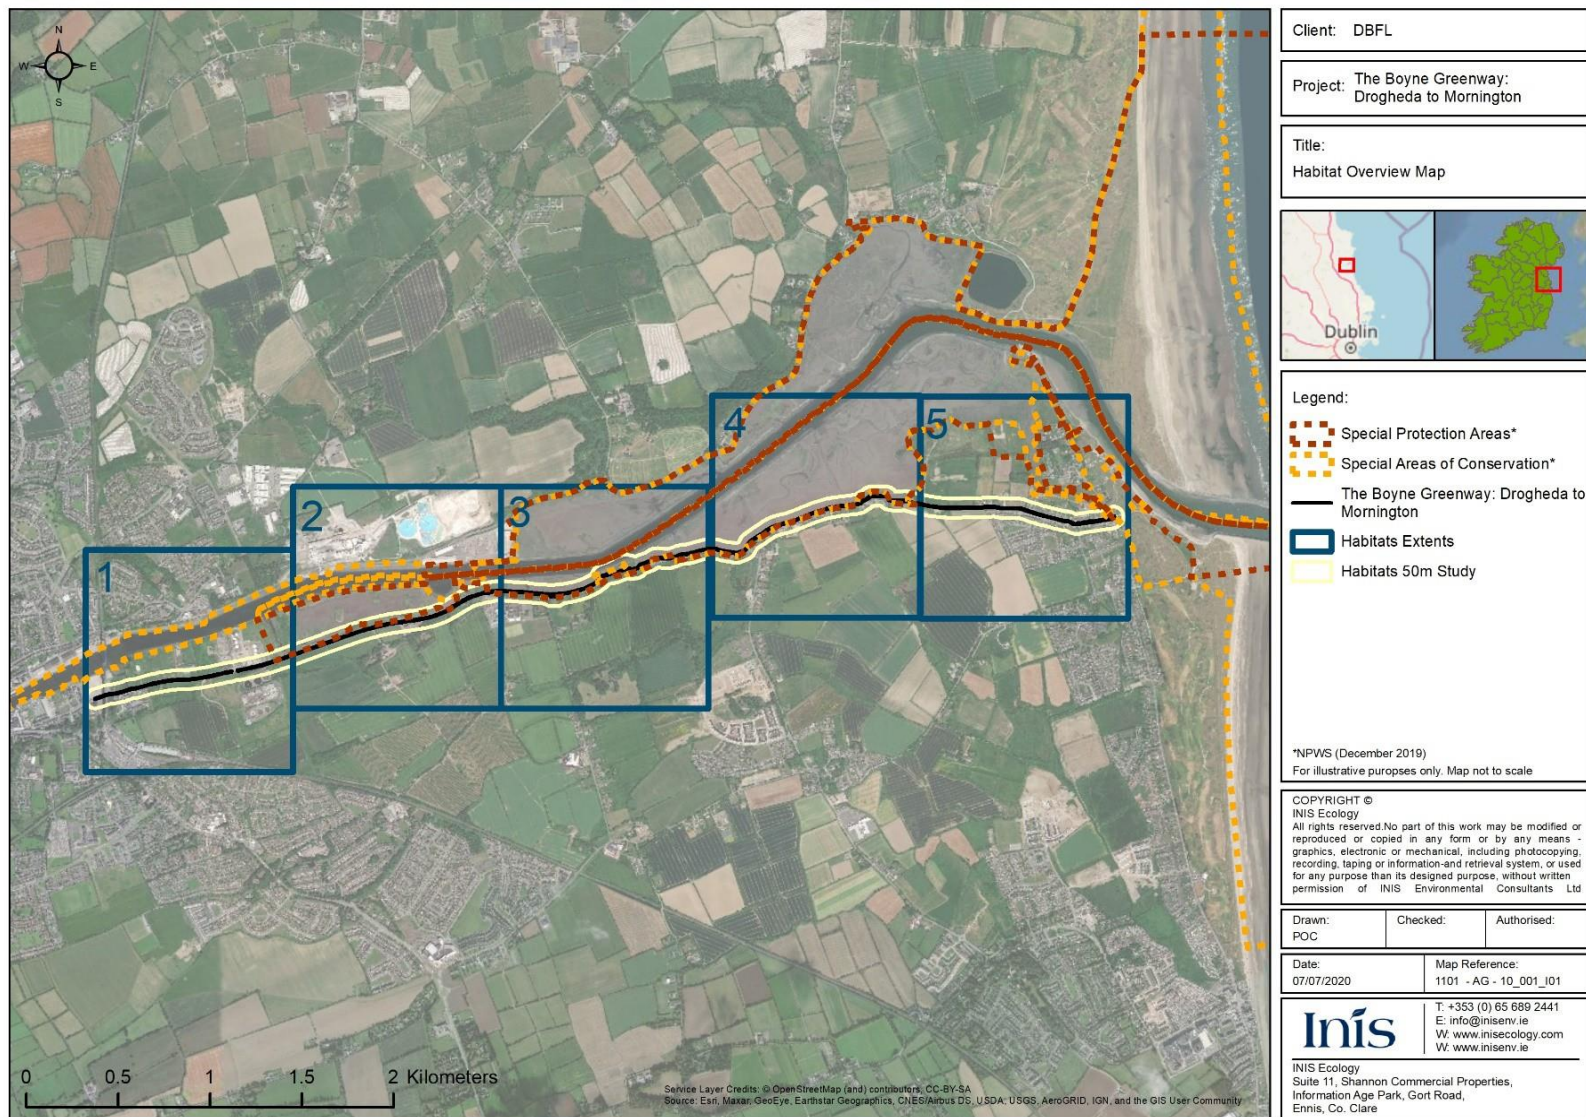 N
W E
S
1
2
3
4
5
0 0.5 1 1.5 2 Kilometers
Service Layer Credits: © OpenStreetMap (and) contributors, CC-BY-SA
Source: Esri, Maxar, GeoEye, Earthstar Geographics, CNES/Airbus DS, USDA, USGS, AeroGRID, IGN, and the GIS User Community
Client: DBFL
Project: The Boyne Greenway:
Drogheda to Mornington
Title:
Habitat Overview Map
Dublin
Legend:
Special Protection Areas*
Special Areas of Conservation*
The Boyne Greenway: Drogheda to
Mornington
Habitats Extents
Habitats 50m Study
*NPWS (December 2019)
For illustrative puropses only. Map not to scale
COPYRIGHT ©
INIS Ecology
All rights reserved.No part of this work may be modified or
reproduced or copied in any form or by any means -
graphics, electronic or mechanical, including photocopying,
recording, taping or information-and retrieval system, or used
for any purpose than its designed purpose, without written
permission of INIS Environmental Consultants Ltd
Drawn: Checked: Authorised:
POC
Date: Map Reference:
07/07/2020 1101 - AG - 10_001_I01
Inís
T: +353 (0) 65 689 2441
E: info@inisenv.ie
W: www.inisecology.com
W: www.inisenv.ie
INIS Ecology
Suite 11, Shannon Commercial Properties,
Information Age Park, Gort Road,
Ennis, Co. Clare